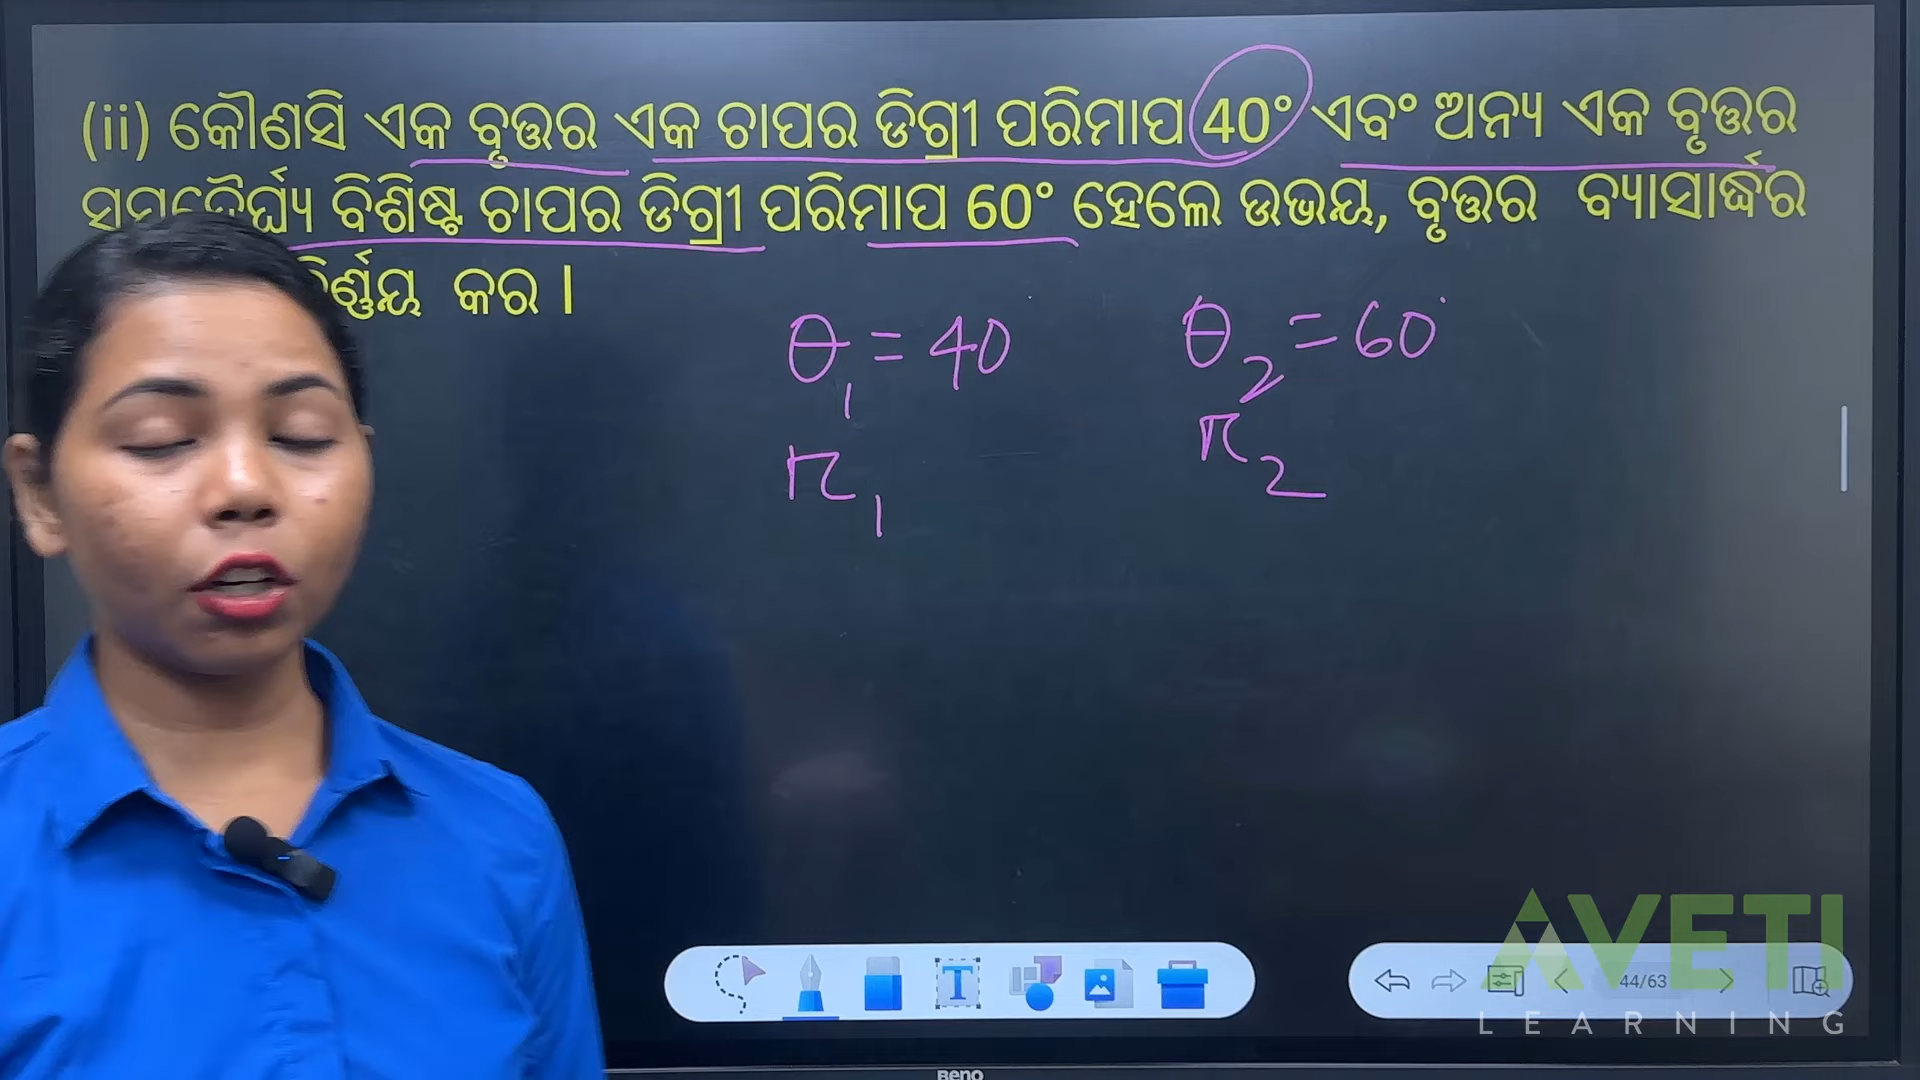 (ii) କୌଣସି ଏକ ବୃତ୍ତର ଏକ ଚାପର ଡିଗ୍ରୀ ପରିମାପ 40° ଏବଂ ଅନ୍ୟ ଏକ ବୃତ୍ତର
ସମଦୈର୍ଘ୍ୟ ବିଶିଷ୍ଟ ଚାପର ଡିଗ୍ରୀ ପରିମାପ 60° ହେଲେ ଉଭୟ, ବୃତ୍ତର ବ୍ୟାସାର୍ଦ୍ଧର
ନିର୍ଣ୍ଣୟ କର ।
θ₁ = 40 θ₂ = 60°
r₁ r₂
T
44/63
AVETI
LEARNING
BenQ